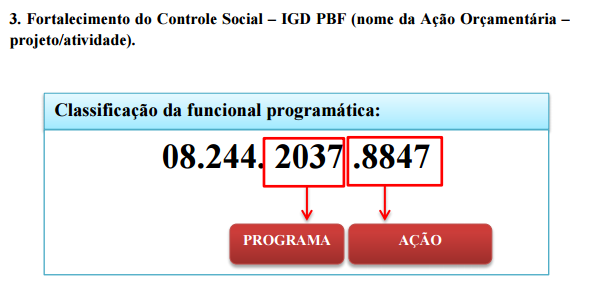 3. Fortalecimento do Controle Social – IGD PBF (nome da Ação Orçamentária –
projeto/atividade).
Classificação da funcional programática:
08.244. 2037 .8847
PROGRAMA AÇÃO